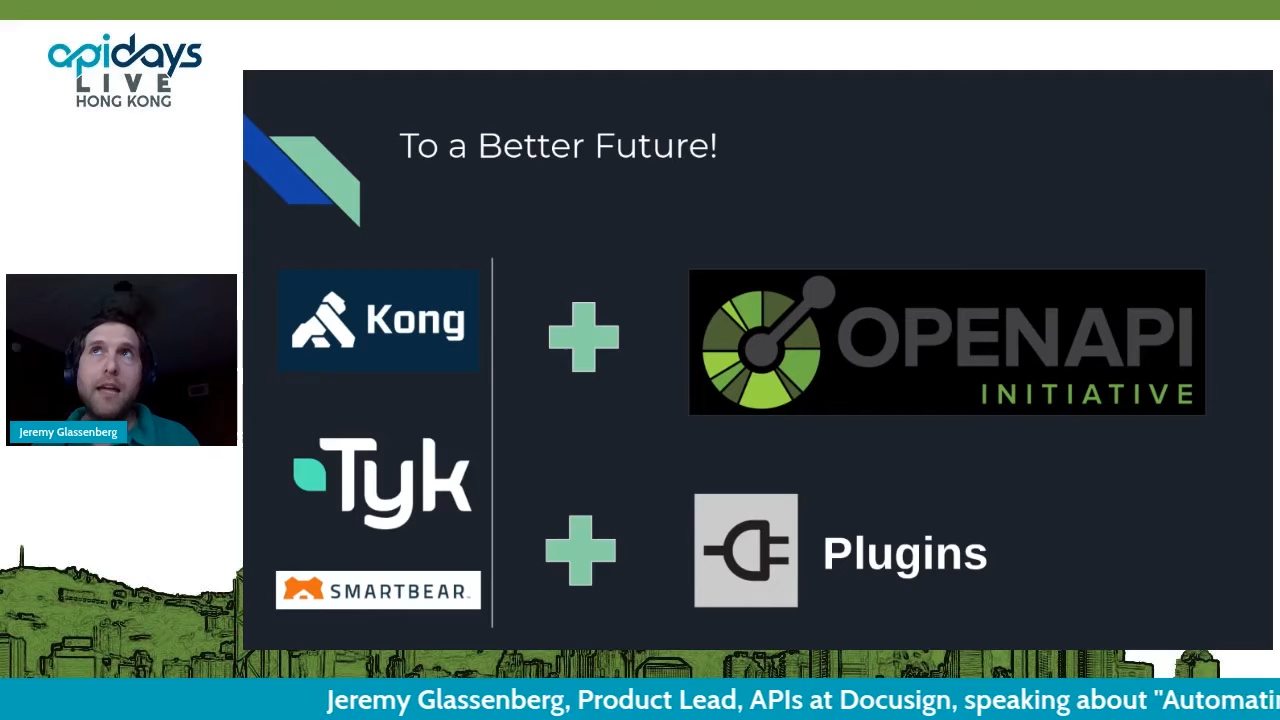 apidays
LIVE
HONG KONG
To a Better Future!
Kong
OPENAPI
INITIATIVE
Jeremy Glassenberg
Tyk
Plugins
SMARTBEAR.
Jeremy Glassenberg, Product Lead, APIs at Docusign, speaking about "Automatin